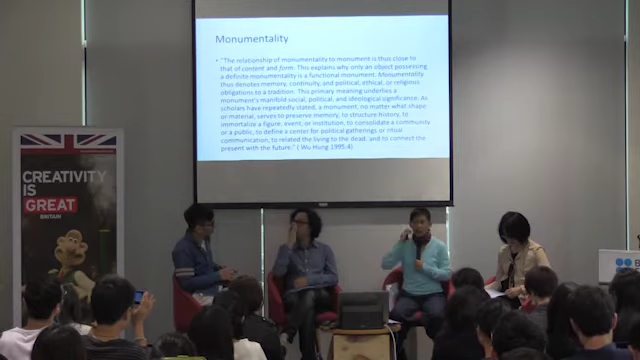 Monumentality
• "The relationship of monumentality to monument is thus close to
that of content and form. This explains why only an object possessing
a definite monumentality is a functional monument. Monumentality
thus denotes memory, continuity, and political, ethical, or religious
obligations to a tradition. This primary meaning underlies a
monument's manifold social, political, and ideological significance. As
scholars have repeatedly stated, a monument, no matter what shape
or material, serves to preserve memory, to structure history, to
immortalize a figure, event, or institution, to consolidate a community
or a public, to define a center for political gatherings or ritual
communication, to related the living to the dead, and to connect the
present with the future." ( Wu Hung 1995:4)
CREATIVITY
IS
GREAT
BRITAIN